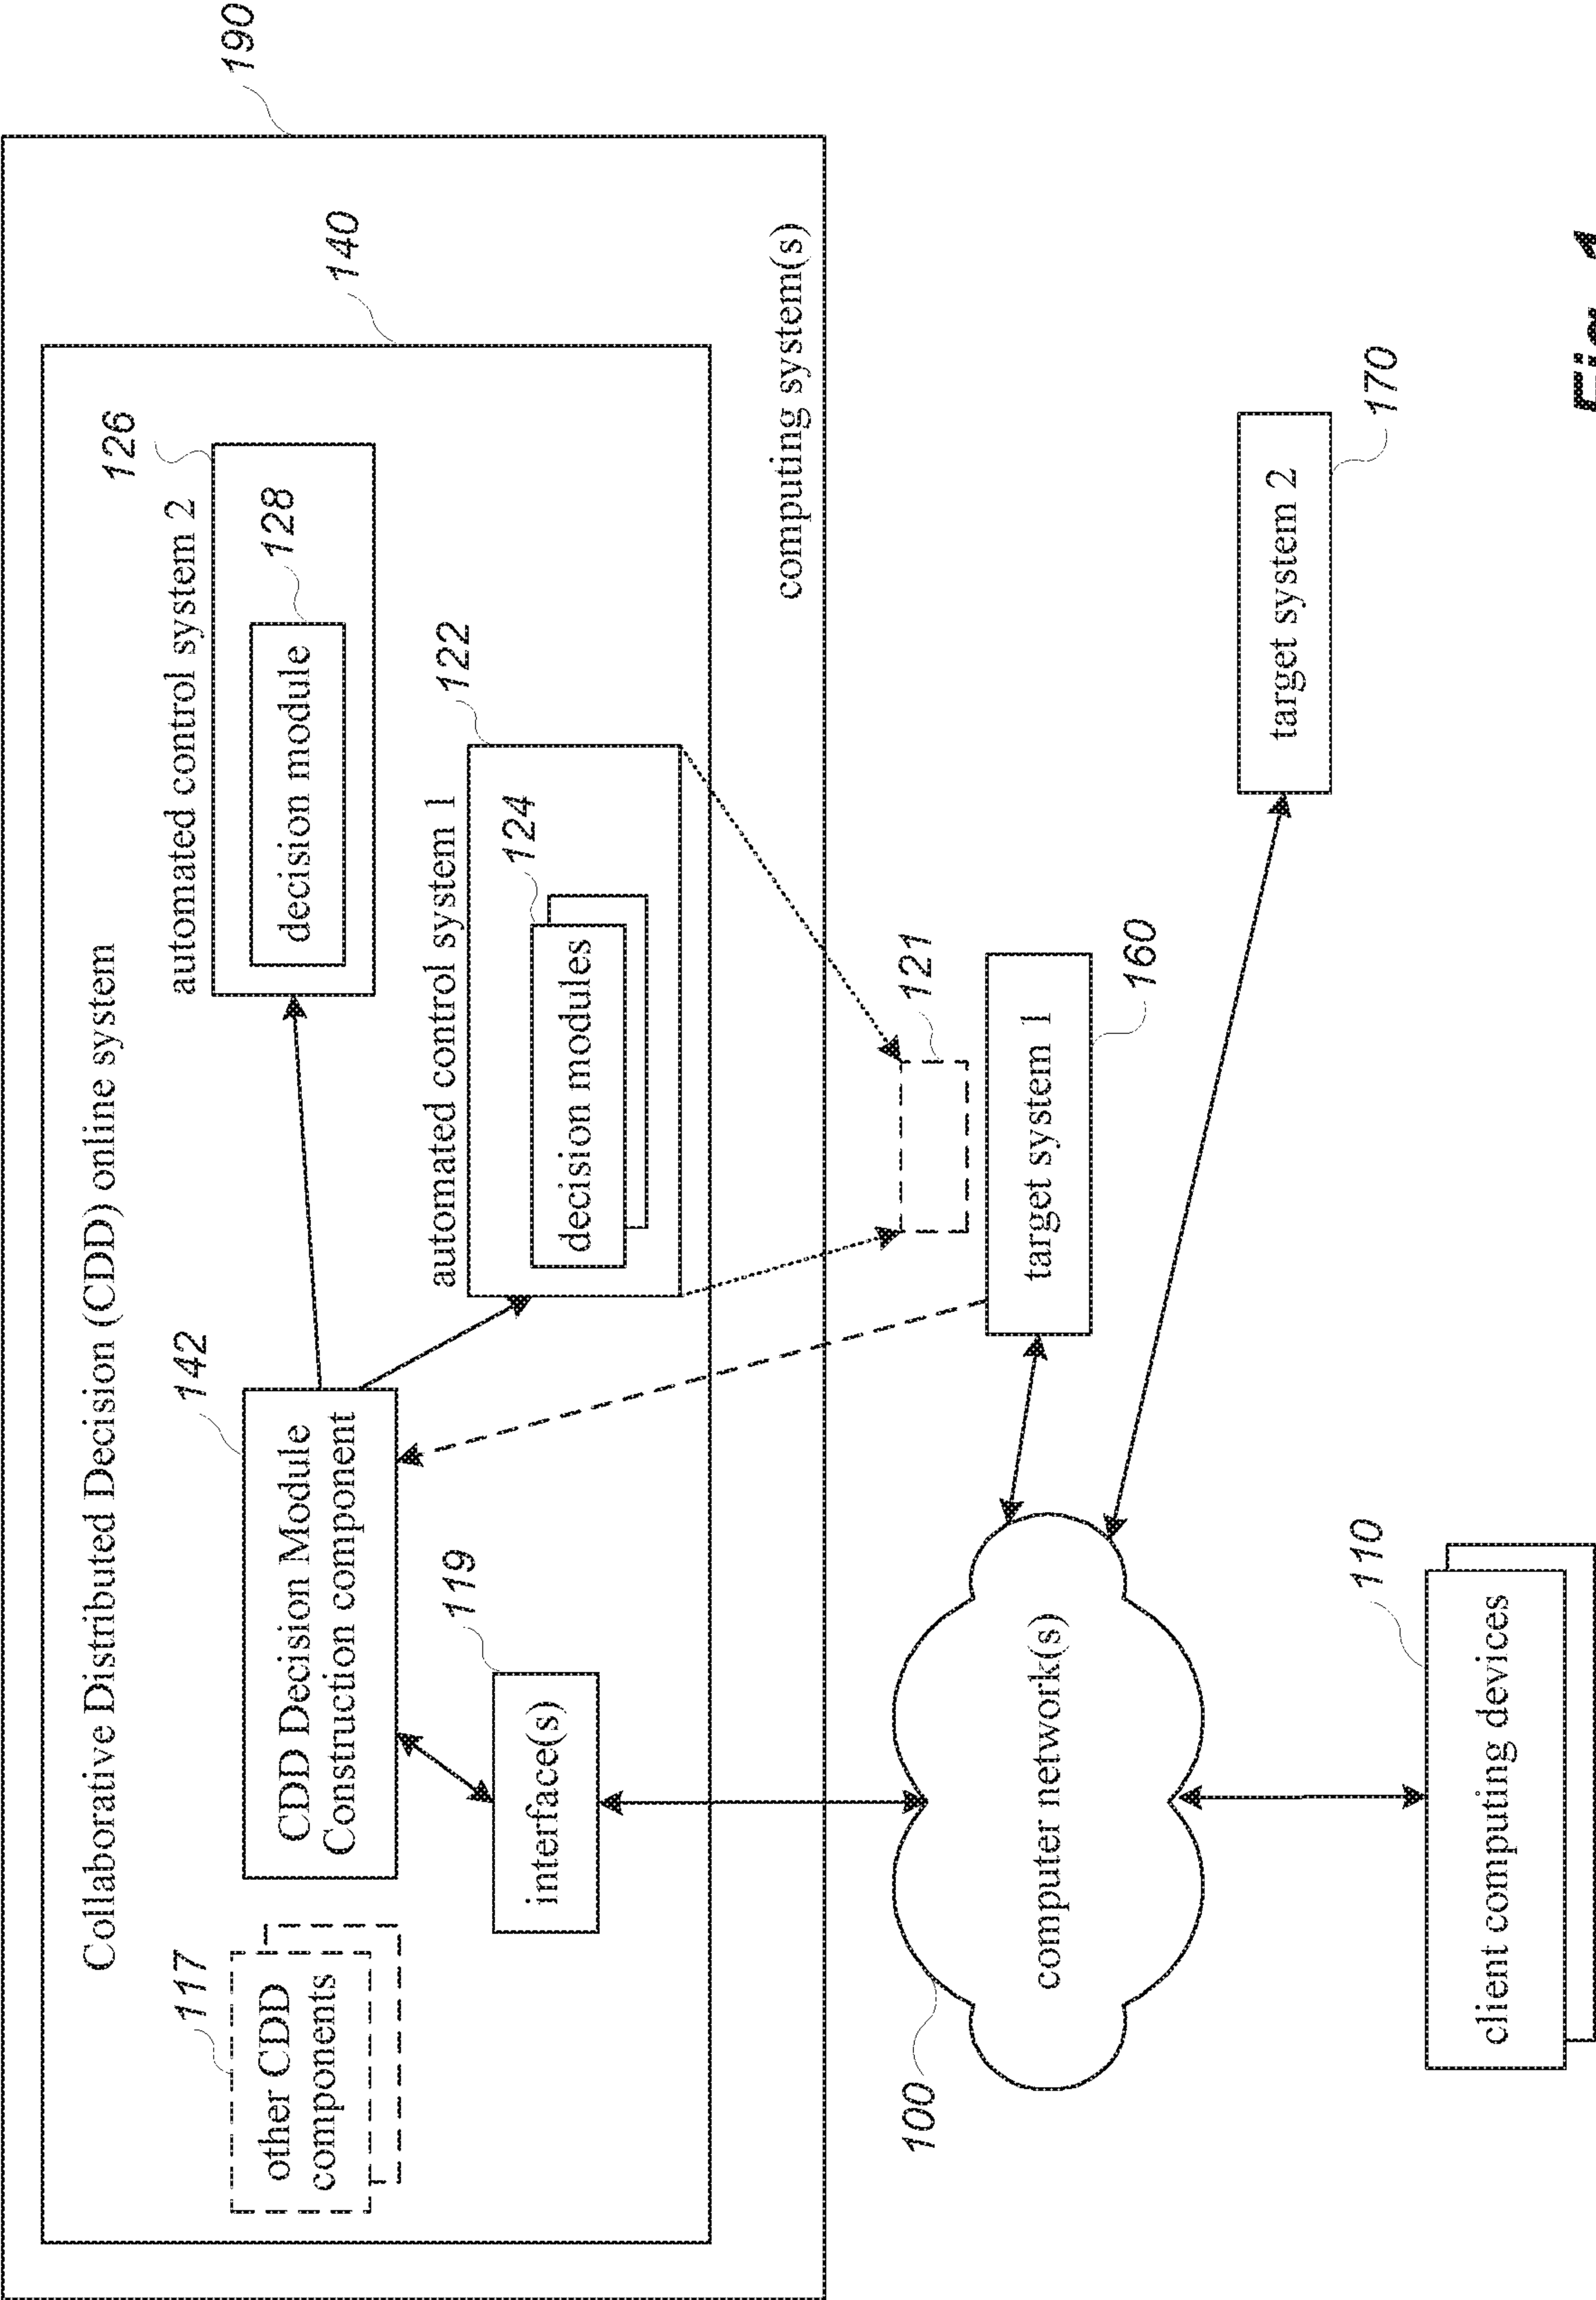 190
Collaborative Distributed Decision (CDD) online system
140
126
automated control system 2
128
decision module
117
other CDD
components
142
CDD Decision Module
Construction component
122
automated control system 1
124
decision modules
119
interface(s)
computing system(s)
121
target system 1
160
100
computer network(s)
target system 2
170
110
client computing devices
Fig. 1